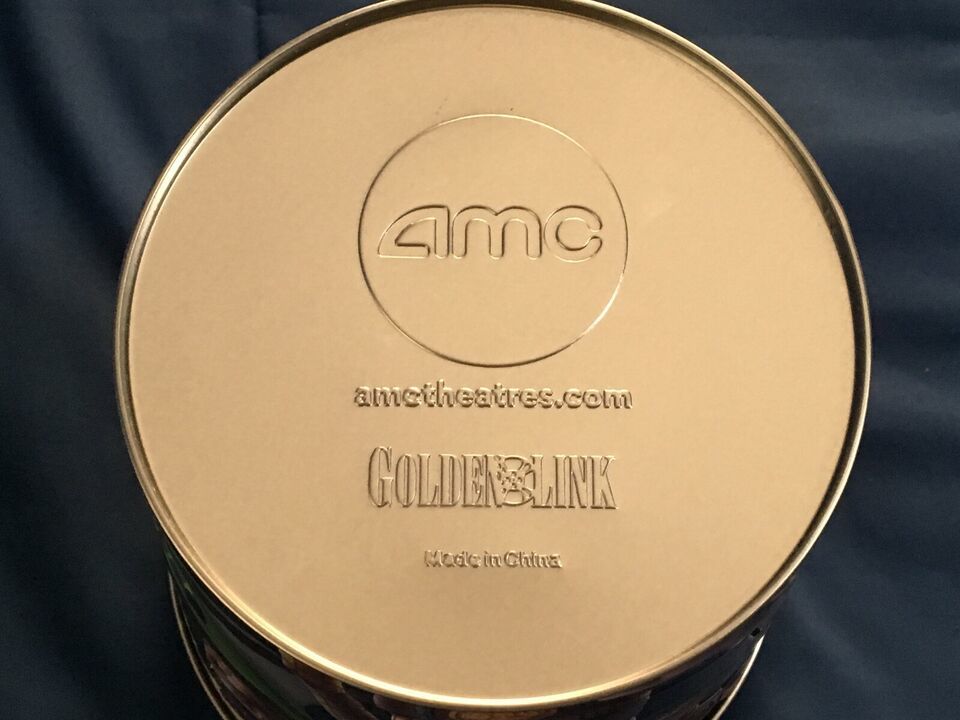 amc
amctheatres.com
GOLDEN LINK
Made in China